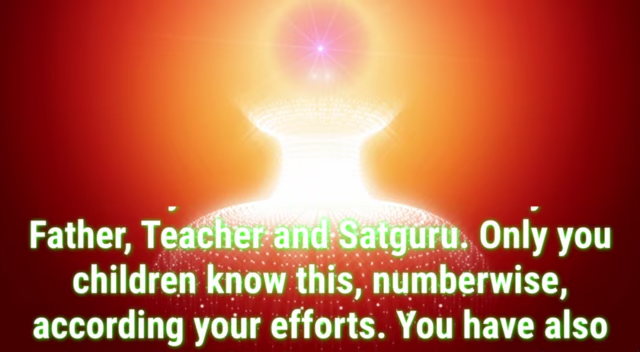 Father, Teacher and Satguru. Only you
children know this, numberwise,
according your efforts. You have also